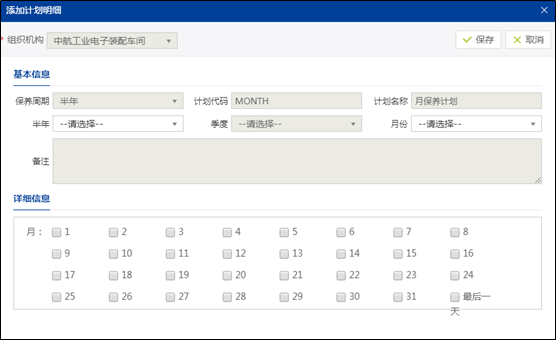 添加计划明细
* 组织机构 中航工业电子装配车间 保存 取消
基本信息
保养周期 半年 计划代码 MONTH 计划名称 月保养计划
半年 --请选择-- 季度 --请选择-- 月份 --请选择--
备注
详细信息
月： 1 2 3 4 5 6 7 8
9 10 11 12 13 14 15 16
17 18 19 20 21 22 23 24
25 26 27 28 29 30 31 最后一
天